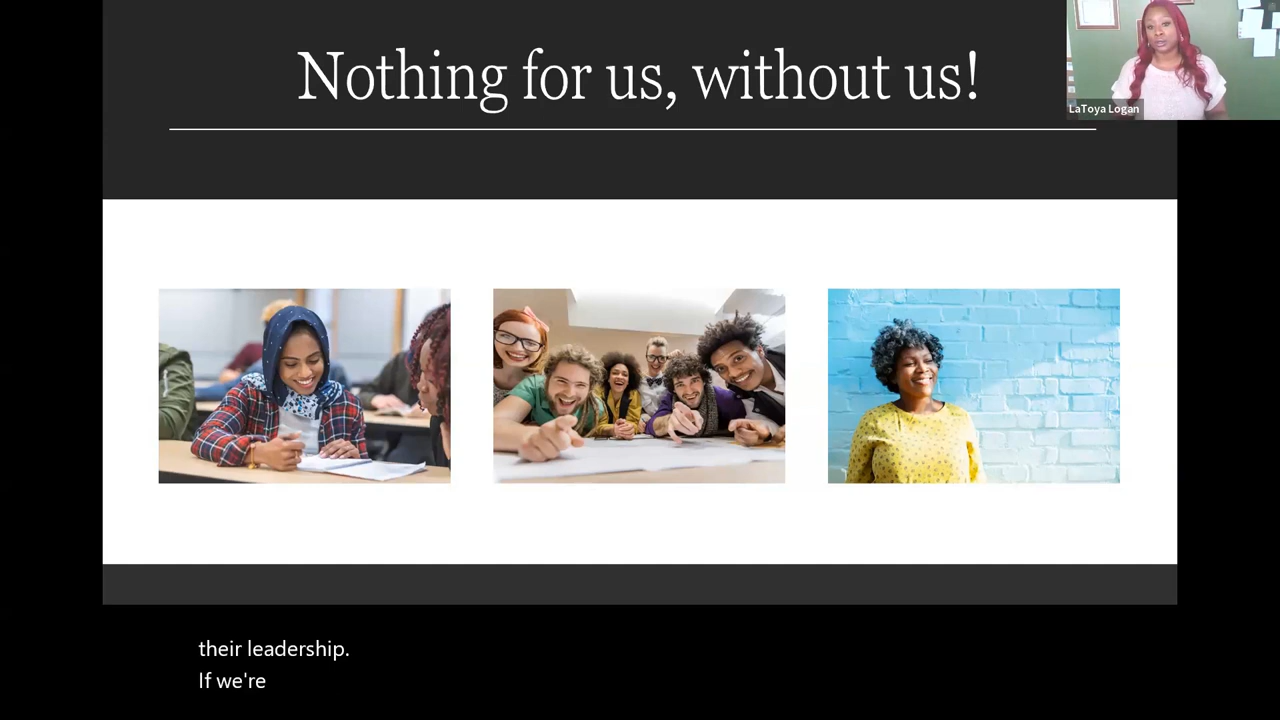 Nothing for us, without us!
LaToya Logan
their leadership.
If we're